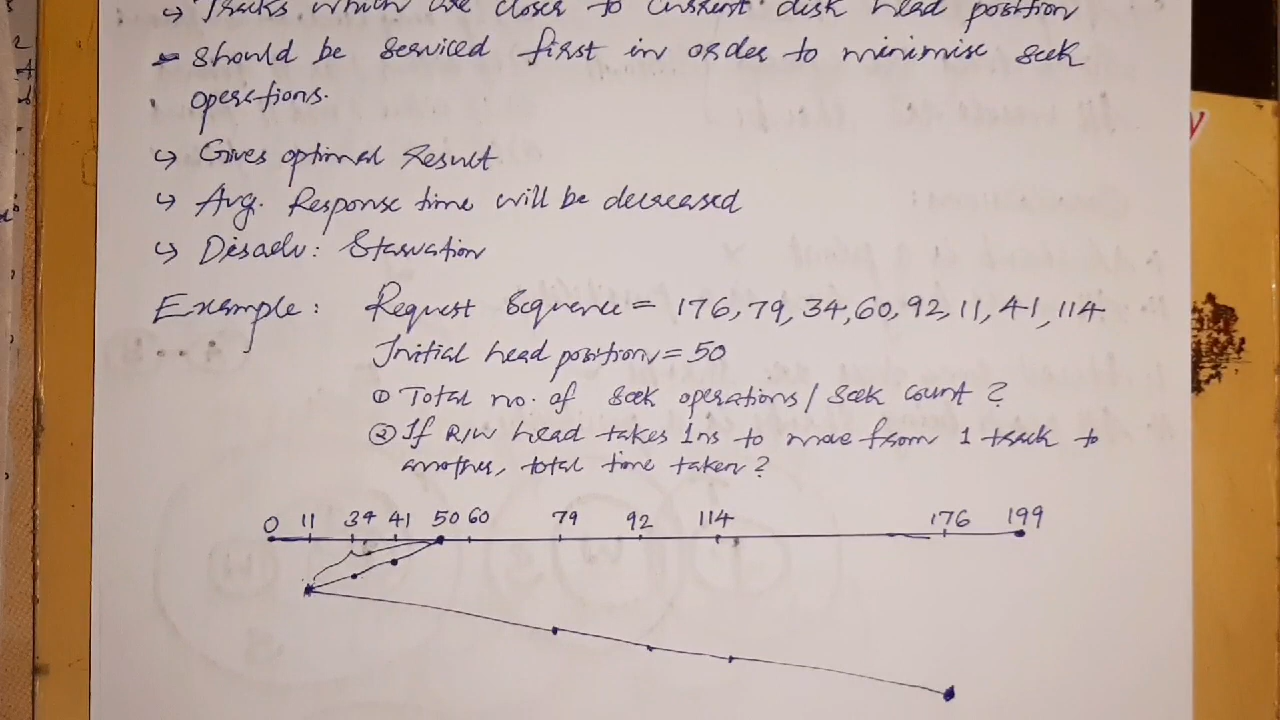 ↳ Tracks which are closer to current disk head position
↳ Should be serviced first in order to minimise seek
operations.
↳ Gives optimal Result
↳ Avg. Response time will be decreased
↳ Disadv: Starvation
Example: Request Sequence = 176, 79, 34, 60, 92, 11, 41, 114
Initial head position = 50
① Total no. of seek operations / Seek count ?
② If R/W head takes 1ns to move from 1 track to
another, total time taken ?
0 11 34 41 50 60 79 92 114 176 199